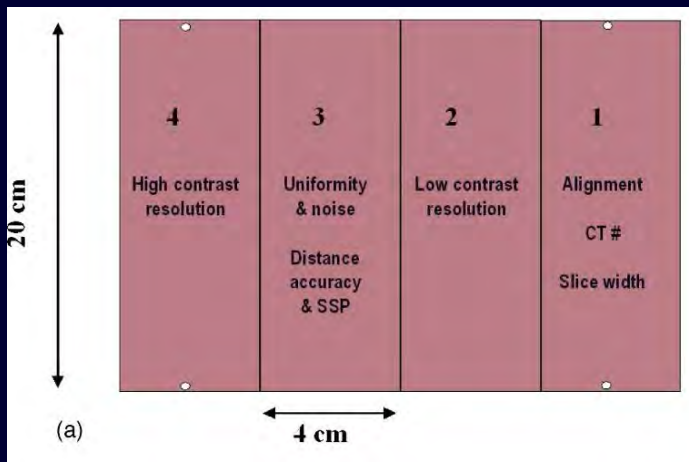 20 cm
4
High contrast
resolution
3
Uniformity
& noise
Distance
accuracy
& SSP
2
Low contrast
resolution
1
Alignment
CT #
Slice width
(a)
4 cm